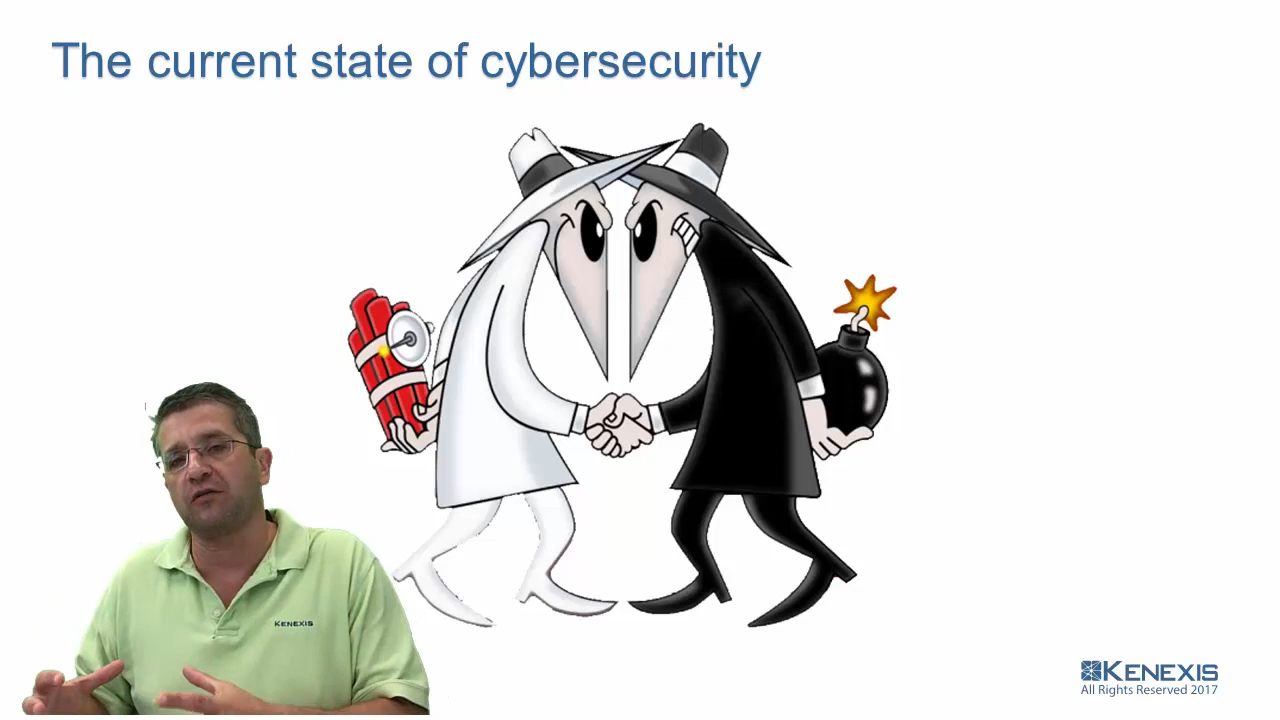 The current state of cybersecurity
KENEXIS
KENEXIS
All Rights Reserved 2017